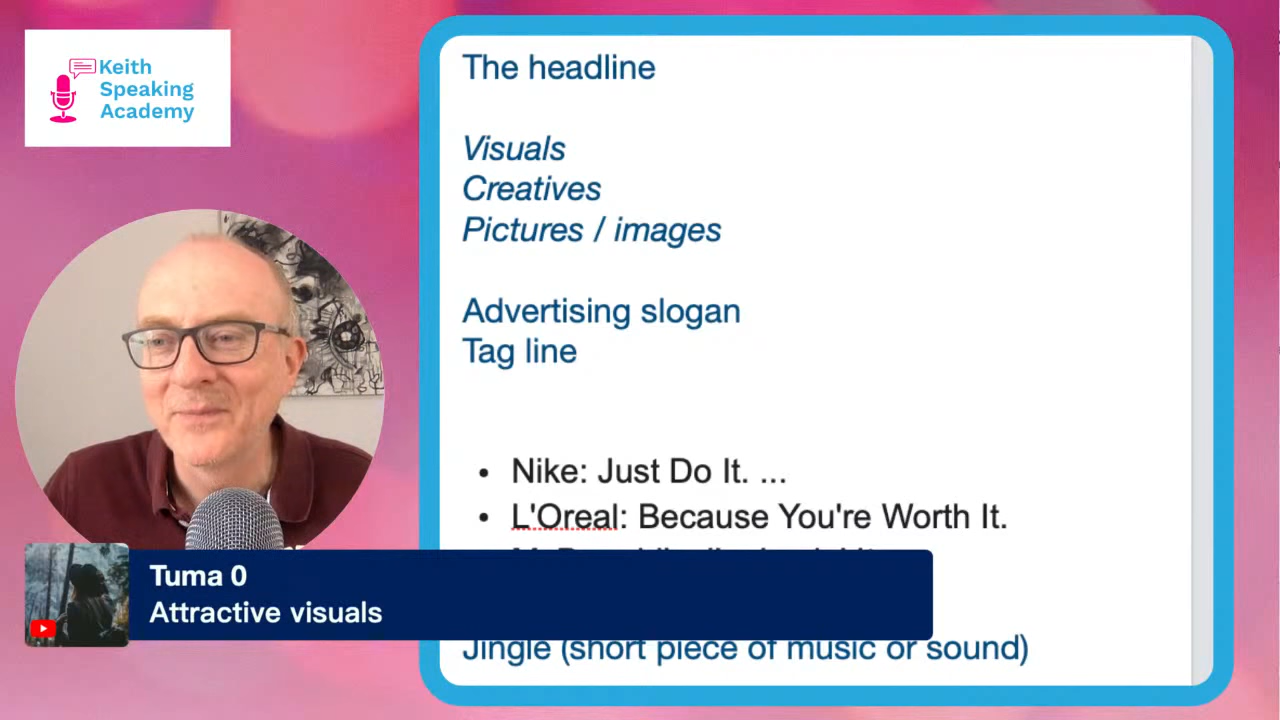 Keith
Speaking
Academy
The headline
Visuals
Creatives
Pictures / images
Advertising slogan
Tag line
• Nike: Just Do It. ...
• L'Oreal: Because You're Worth It.
Tuma 0
Attractive visuals
Jingle (short piece of music or sound)